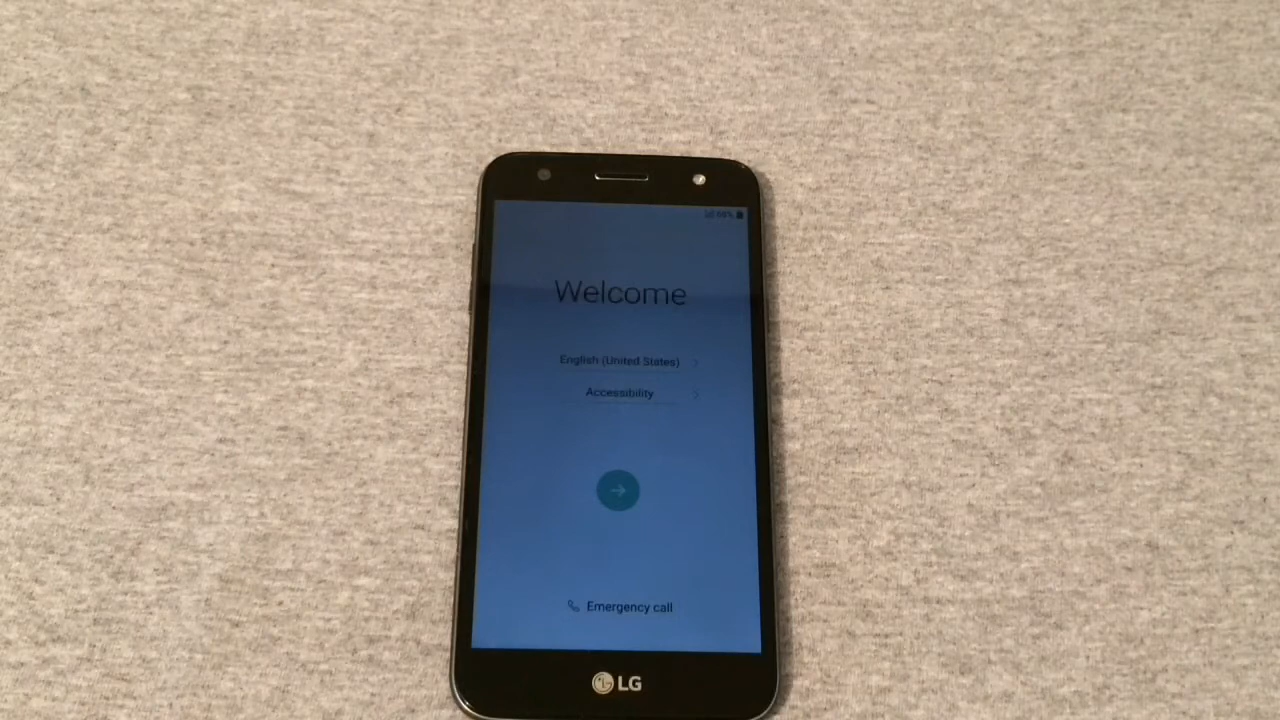 Welcome
English (United States)
Accessibility
Emergency call
LG